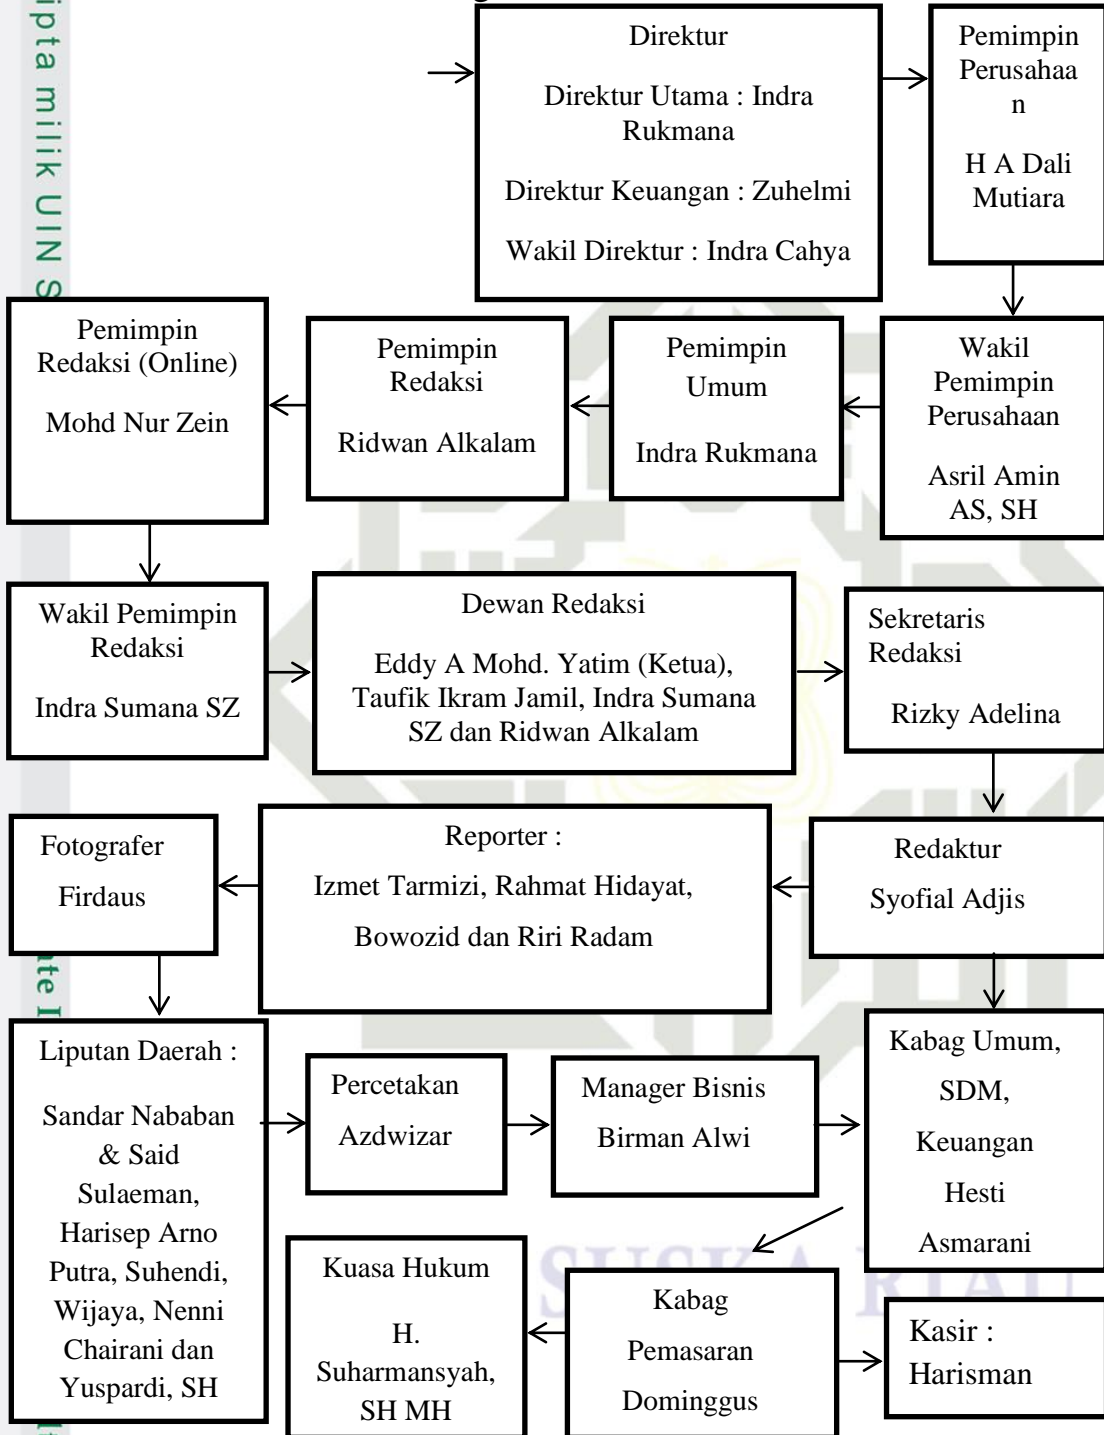 Direktur
Direktur Utama : Indra
Rukmana
Direktur Keuangan : Zuhelmi
Wakil Direktur : Indra Cahya
Pemimpin
Perusahaa
n
H A Dali
Mutiara
Pemimpin
Redaksi (Online)
Mohd Nur Zein
Pemimpin
Redaksi
Ridwan Alkalam
Pemimpin
Umum
Indra Rukmana
Wakil
Pemimpin
Perusahaan
Asril Amin
AS, SH
Wakil Pemimpin
Redaksi
Indra Sumana SZ
Dewan Redaksi
Eddy A Mohd. Yatim (Ketua),
Taufik Ikram Jamil, Indra Sumana
SZ dan Ridwan Alkalam
Sekretaris
Redaksi
Rizky Adelina
Fotografer
Firdaus
Reporter :
Izmet Tarmizi, Rahmat Hidayat,
Bowozid dan Riri Radam
Redaktur
Syofial Adjis
Liputan Daerah :
Sandar Nababan
& Said
Sulaeman,
Harisep Arno
Putra, Suhendi,
Wijaya, Nenni
Chairani dan
Yuspardi, SH
Percetakan
Azdwizar
Manager Bisnis
Birman Alwi
Kabag Umum,
SDM,
Keuangan
Hesti
Asmarani
Kuasa Hukum
H.
Suharmansyah,
SH MH
Kabag
Pemasaran
Dominggus
Kasir :
Harisman
milik UIN
SUSKA RIAU